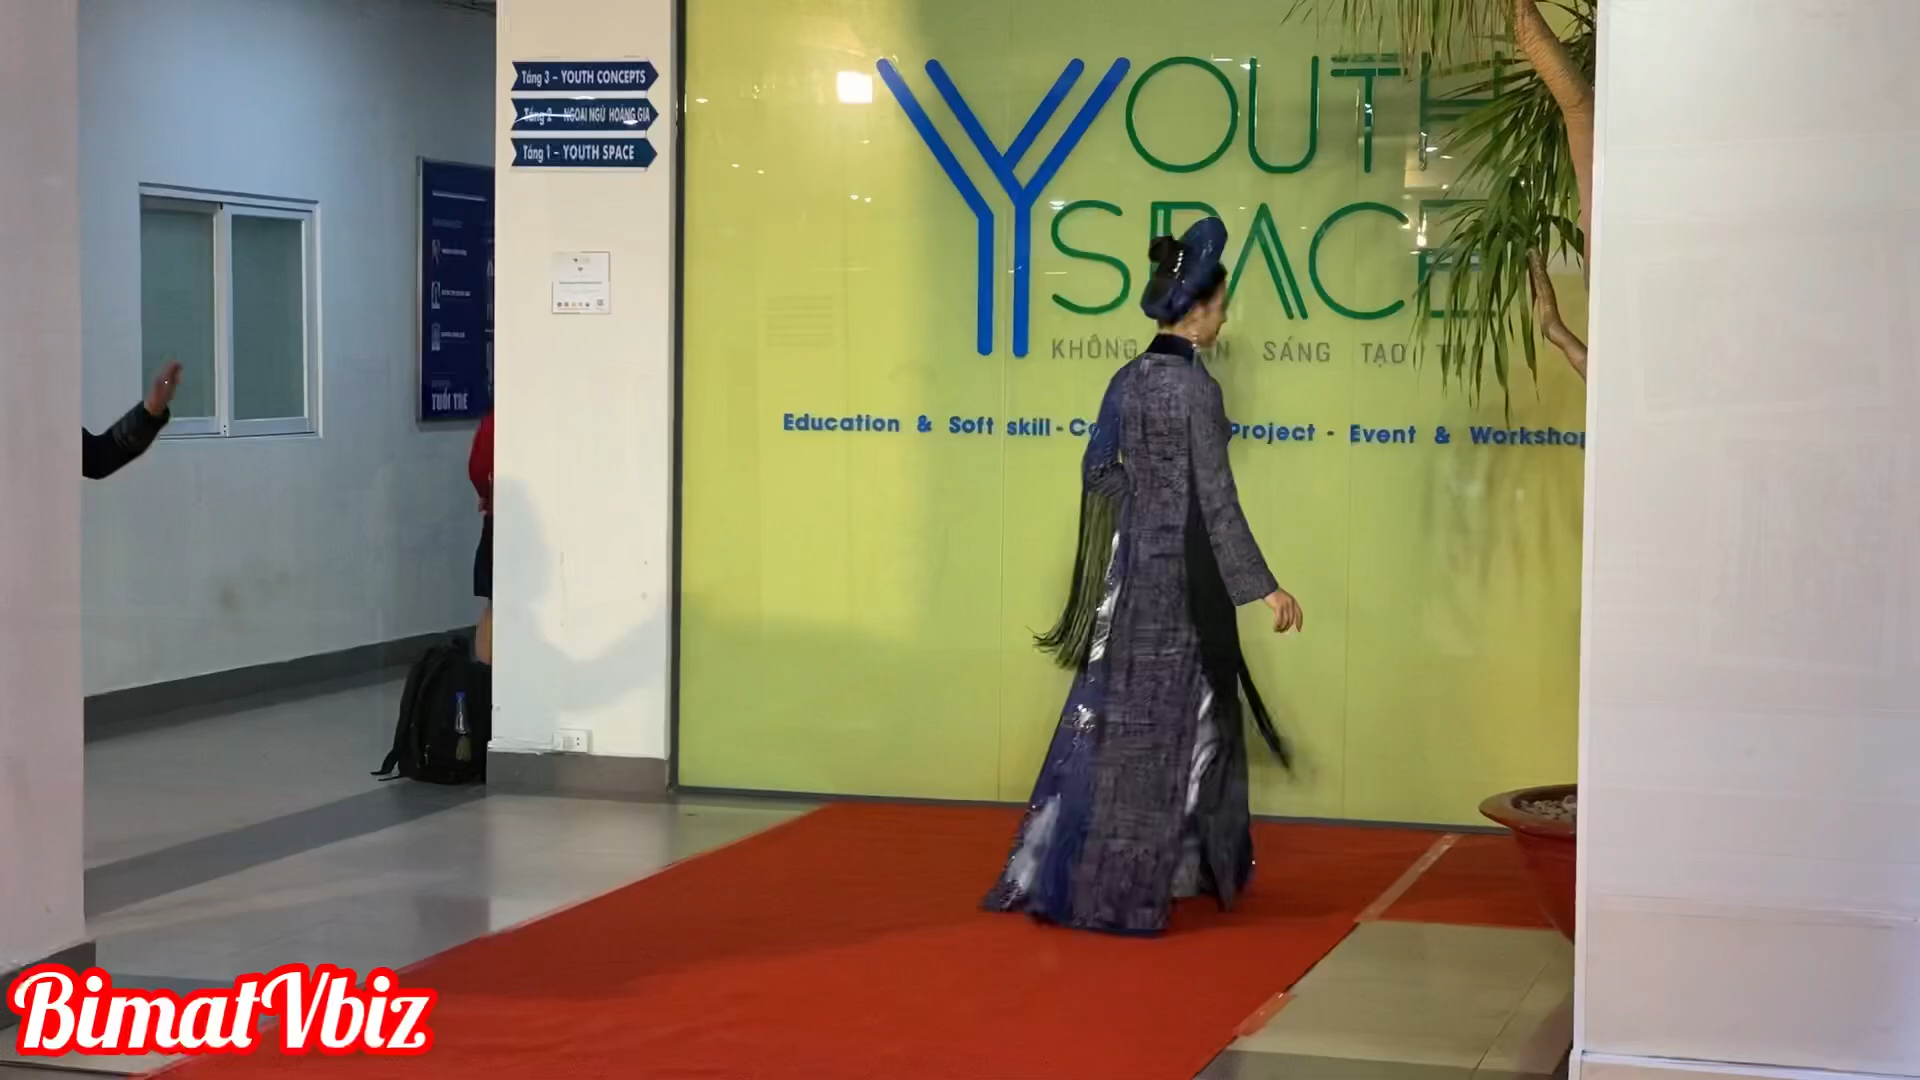 Tầng 3 – YOUTH CONCEPTS
Tầng 2 – NGOẠI NGỮ HOÀNG GIA
Tầng 1 – YOUTH SPACE
YOUTH
SPACE
KHÔNG SÁNG TẠO
Education & Soft skill - Project - Event & Workshop
TUỔI TRẺ
BimatVbiz